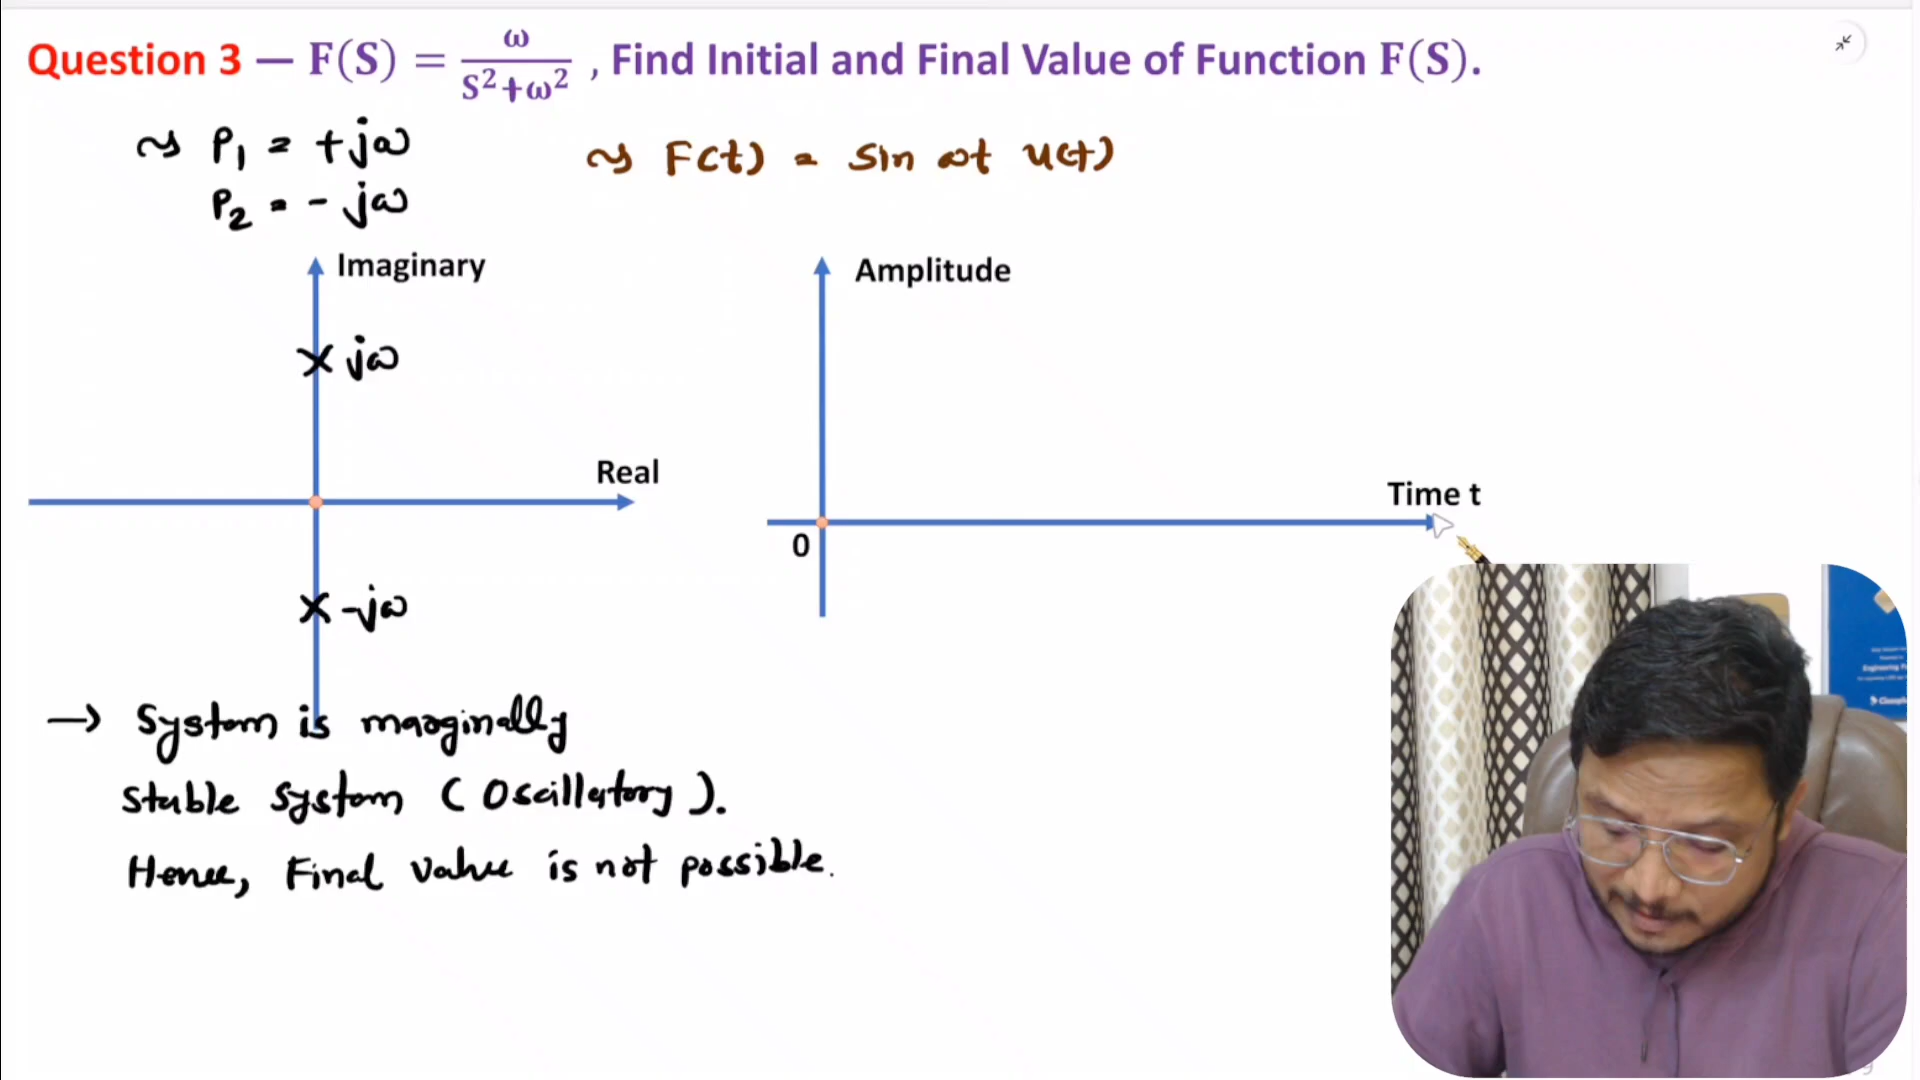 Question 3 – F(S) = ω / S² + ω² , Find Initial and Final Value of Function F(S).
P₁ = +jω
P₂ = -jω
F(t) = sin ωt u(t)
Imaginary
jω
Real
-jω
Amplitude
Time t
0
→ System is marginally
stable system (Oscillatory).
Hence, Final value is not possible.